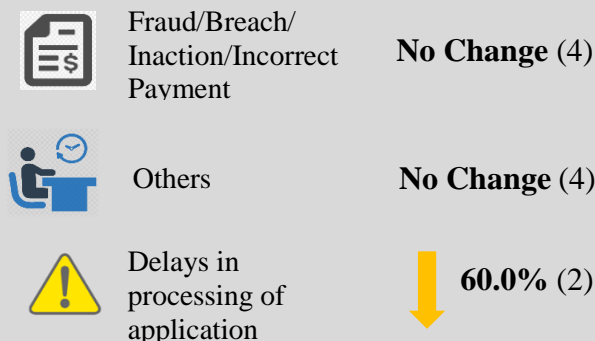 Fraud/Breach/
Inaction/Incorrect
Payment
No Change (4)
Others
No Change (4)
Delays in
processing of
application
60.0% (2)